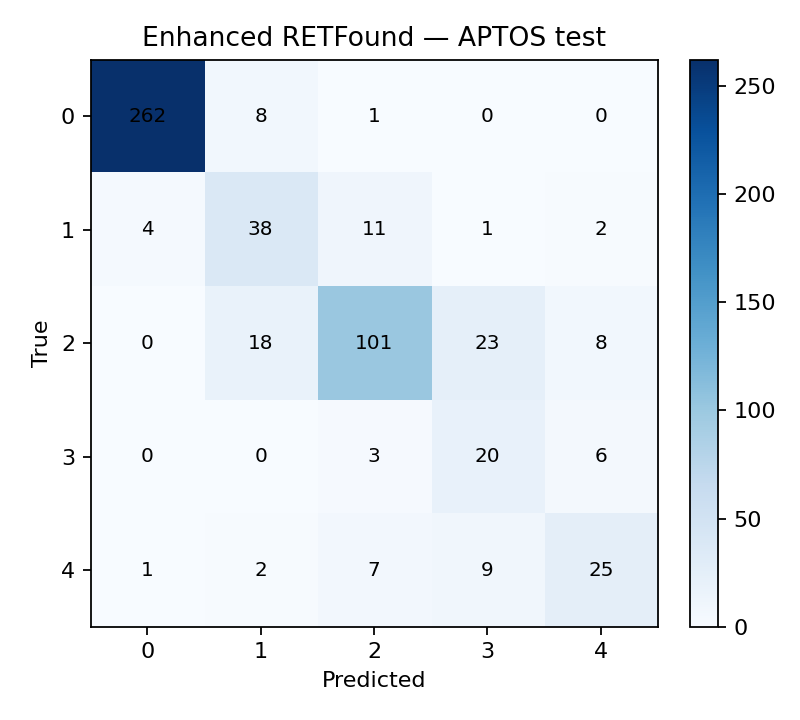 Enhanced RETFound — APTOS test
0 262 8 1 0 0
1 4 38 11 1 2
2 0 18 101 23 8
3 0 0 3 20 6
4 1 2 7 9 25
0 1 2 3 4
Predicted
True
250
200
150
100
50
0